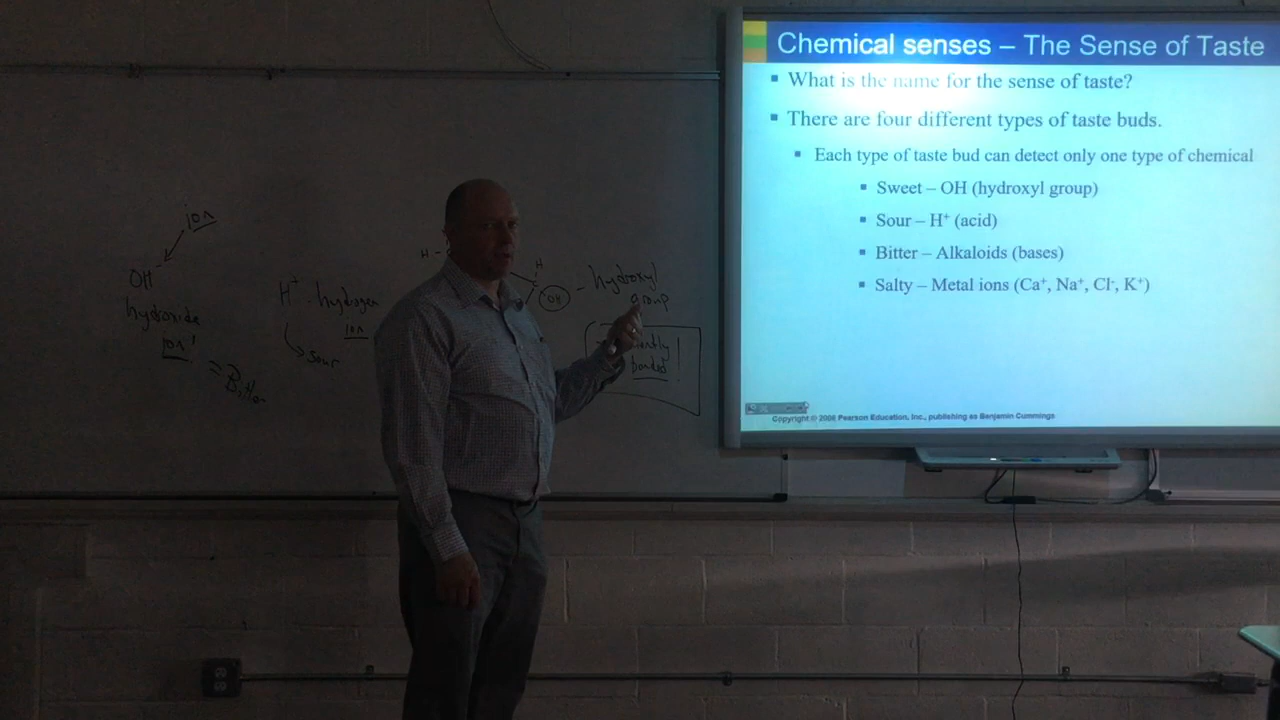 Chemical senses – The Sense of Taste
What is the name for the sense of taste?
There are four different types of taste buds.
Each type of taste bud can detect only one type of chemical
Sweet – OH (hydroxyl group)
Sour – H⁺ (acid)
Bitter – Alkaloids (bases)
Salty – Metal ions (Ca⁺, Na⁺, Cl⁻, K⁺)
Copyright © 2006 Pearson Education, Inc., publishing as Benjamin Cummings
ion
OH⁻
hydroxide
ion!
= Bitter
H⁺ - hydrogen
ion
sour
H -
H
OH
- hydroxyl
group
bonded!